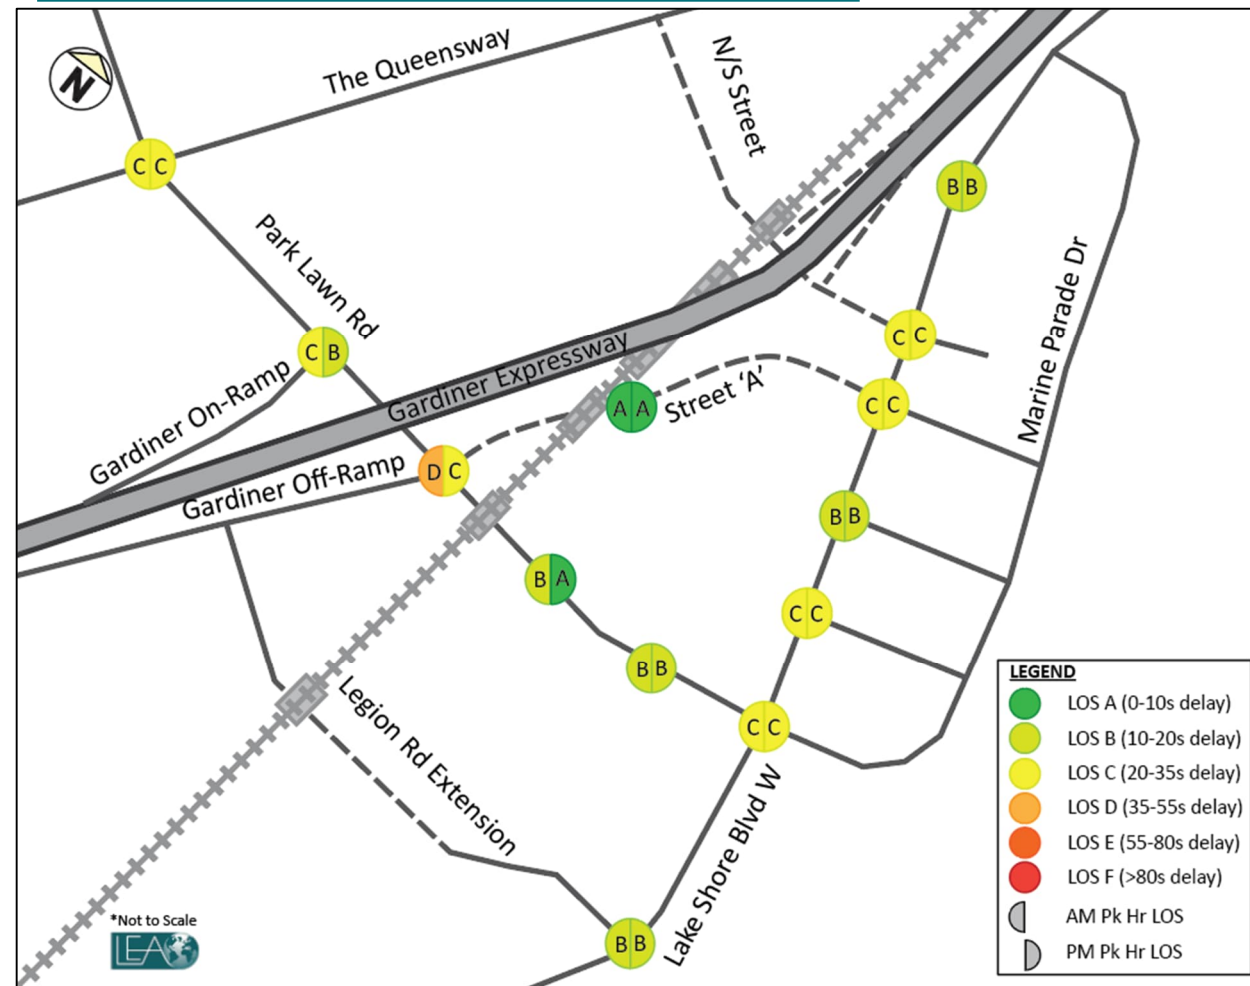 The Queensway
N/S Street
N
C C
B B
Park Lawn Rd
Marine Parade Dr
C C
C B
Gardiner Expressway
Gardiner On-Ramp
A A
Street ‘A’
C C
Gardiner Off-Ramp
D C
B B
B A
C C
B B
C C
Legion Rd Extension
Lake Shore Blvd W
B B
*Not to Scale
LEA
LEGEND
LOS A (0-10s delay)
LOS B (10-20s delay)
LOS C (20-35s delay)
LOS D (35-55s delay)
LOS E (55-80s delay)
LOS F (>80s delay)
AM Pk Hr LOS
PM Pk Hr LOS